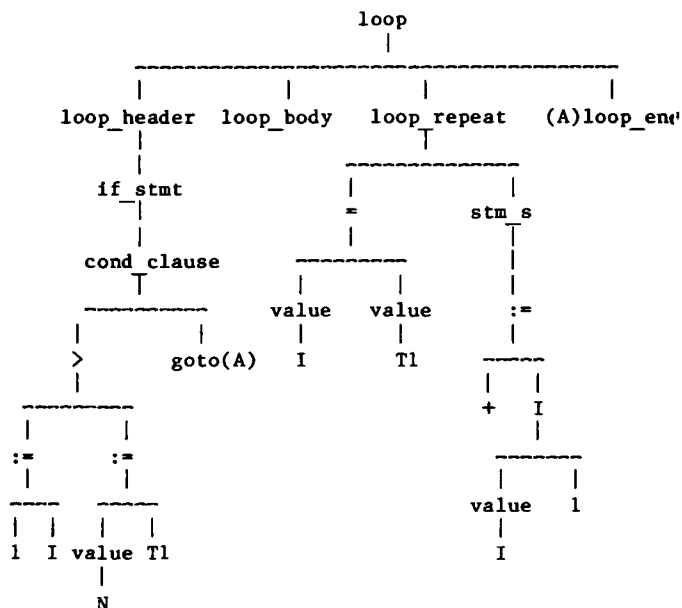 loop
loop_header loop_body loop_repeat (A)loop_end
if_stmt = stm_s
cond_clause
value value :=
> goto(A) I T1
+ I
:= :=
value 1
1 I value T1 I
N